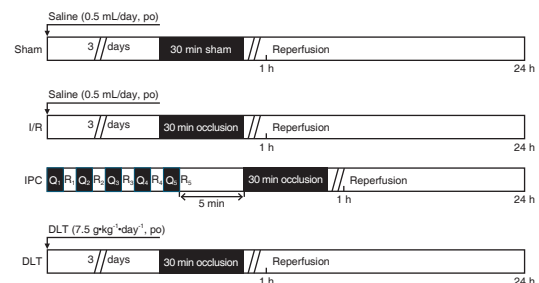 Saline (0.5 mL/day, po)
Sham 3 days 30 min sham Reperfusion
1 h 24 h
Saline (0.5 mL/day, po)
I/R 3 days 30 min occlusion Reperfusion
1 h 24 h
IPC Q1 R1 Q2 R2 Q3 R3 Q4 R4 Q5 R5 30 min occlusion Reperfusion
5 min 1 h 24 h
DLT (7.5 g•kg⁻¹•day⁻¹, po)
DLT 3 days 30 min occlusion Reperfusion
1 h 24 h